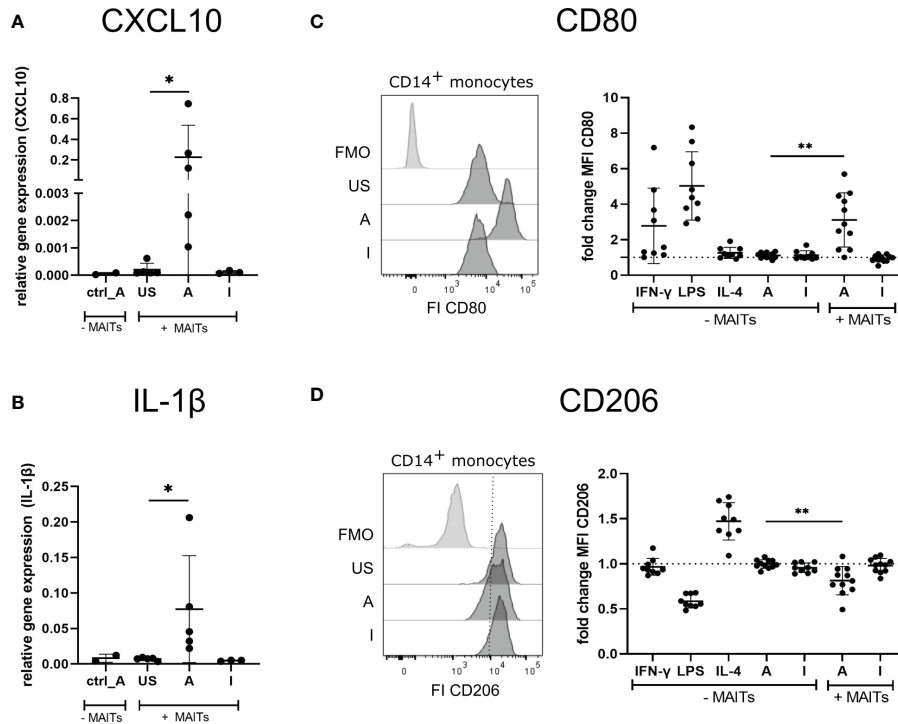 A
CXCL10
relative gene expression (CXCL10)
0.8
0.6
0.4
0.2
0.003
0.002
0.001
0.000
*
ctrl_A US A I
- MAITs + MAITs
B
IL-1β
relative gene expression (IL-1β)
0.25
0.20
0.15
0.10
0.05
0.00
*
ctrl_A US A I
- MAITs + MAITs
C
CD80
CD14+ monocytes
FMO
US
A
I
0 10³ 10⁴ 10⁵
FI CD80
fold change MFI CD80
10
8
6
4
2
0
**
IFN-γ LPS IL-4 A I A I
- MAITs + MAITs
D
CD206
CD14+ monocytes
FMO
US
A
I
0 10³ 10⁴ 10⁵
FI CD206
fold change MFI CD206
2.0
1.5
1.0
0.5
0.0
**
IFN-γ LPS IL-4 A I A I
- MAITs + MAITs